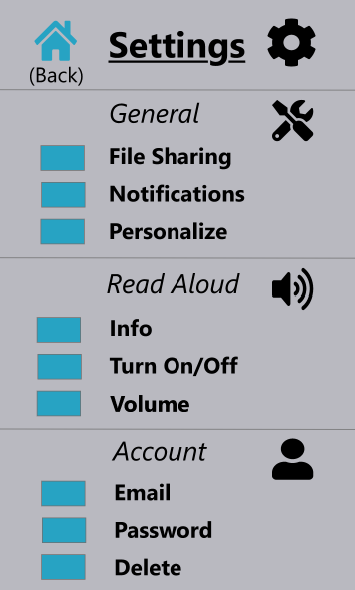 Settings
(Back)
General
File Sharing
Notifications
Personalize
Read Aloud
Info
Turn On/Off
Volume
Account
Email
Password
Delete